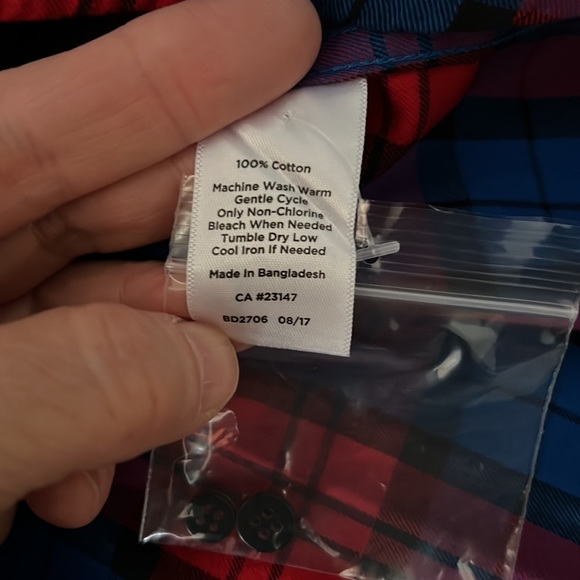 100% Cotton
Machine Wash Warm
Gentle Cycle
Only Non-Chlorine
Bleach When Needed
Tumble Dry Low
Cool Iron If Needed
Made In Bangladesh
CA #23147
BD2706 08/17